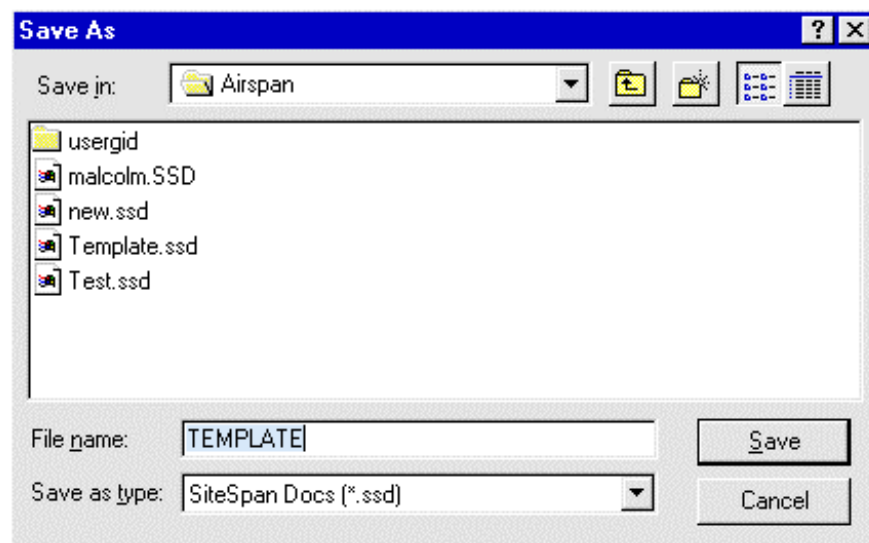 Save As
Save in: Airspan
usergid
malcolm.SSD
new.ssd
Template.ssd
Test.ssd
File name: TEMPLATE Save
Save as type: SiteSpan Docs (*.ssd) Cancel